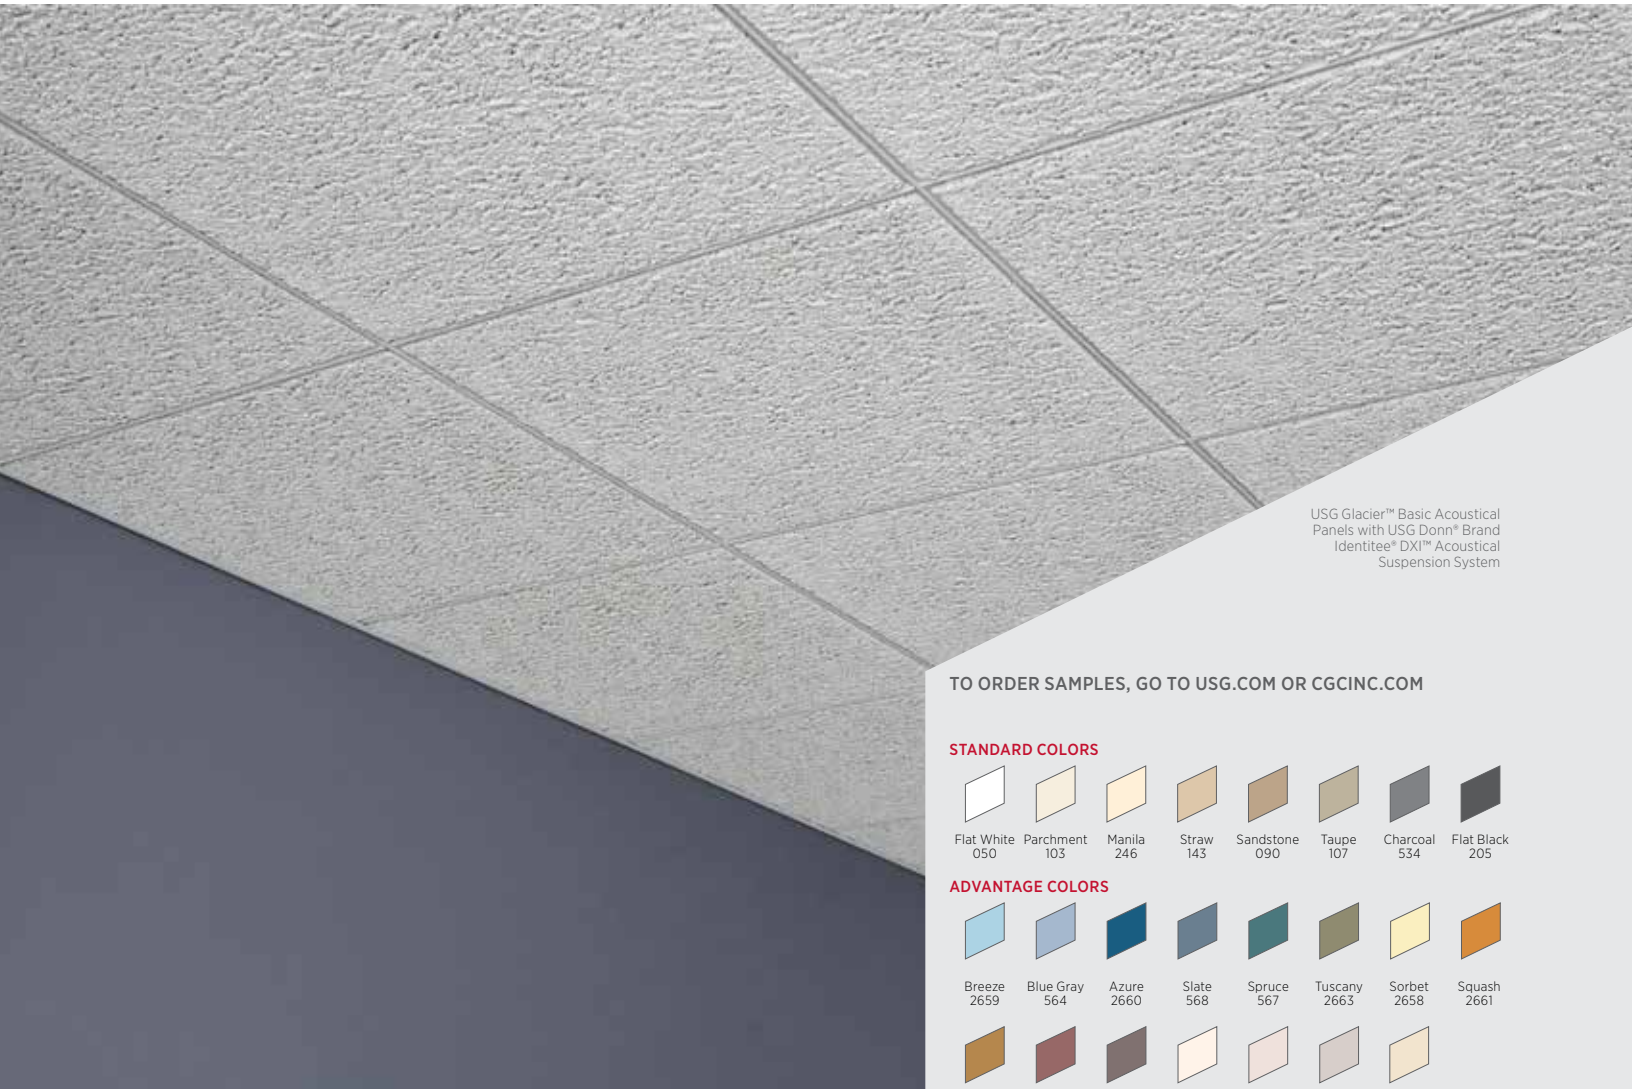 USG Glacier™ Basic Acoustical
Panels with USG Donn® Brand
Identitee® DXI™ Acoustical
Suspension System
TO ORDER SAMPLES, GO TO USG.COM OR CGCINC.COM
STANDARD COLORS
Flat White Parchment Manila Straw Sandstone Taupe Charcoal Flat Black
050 103 246 143 090 107 534 205
ADVANTAGE COLORS
Breeze Blue Gray Azure Slate Spruce Tuscany Sorbet Squash
2659 564 2660 568 567 2663 2658 2661